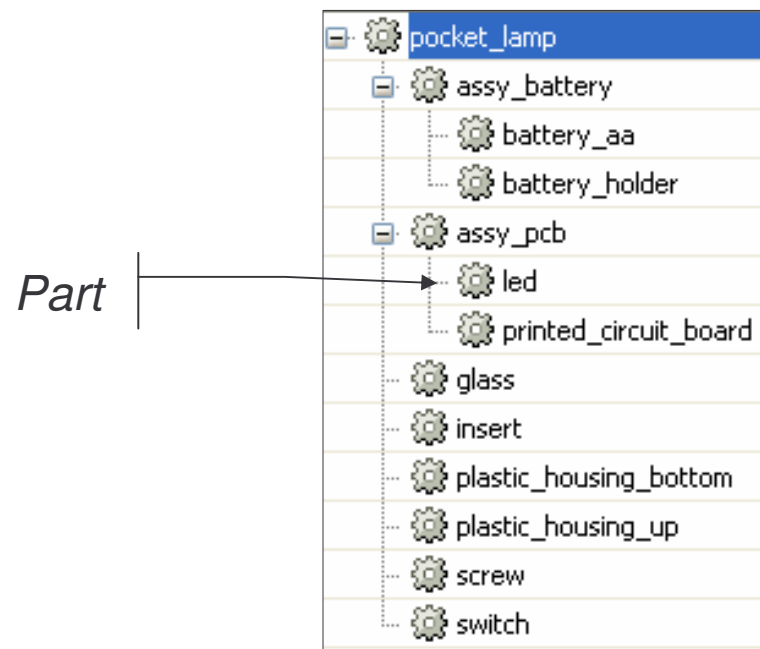 pocket_lamp
assy_battery
battery_aa
battery_holder
assy_pcb
Part
led
printed_circuit_board
glass
insert
plastic_housing_bottom
plastic_housing_up
screw
switch